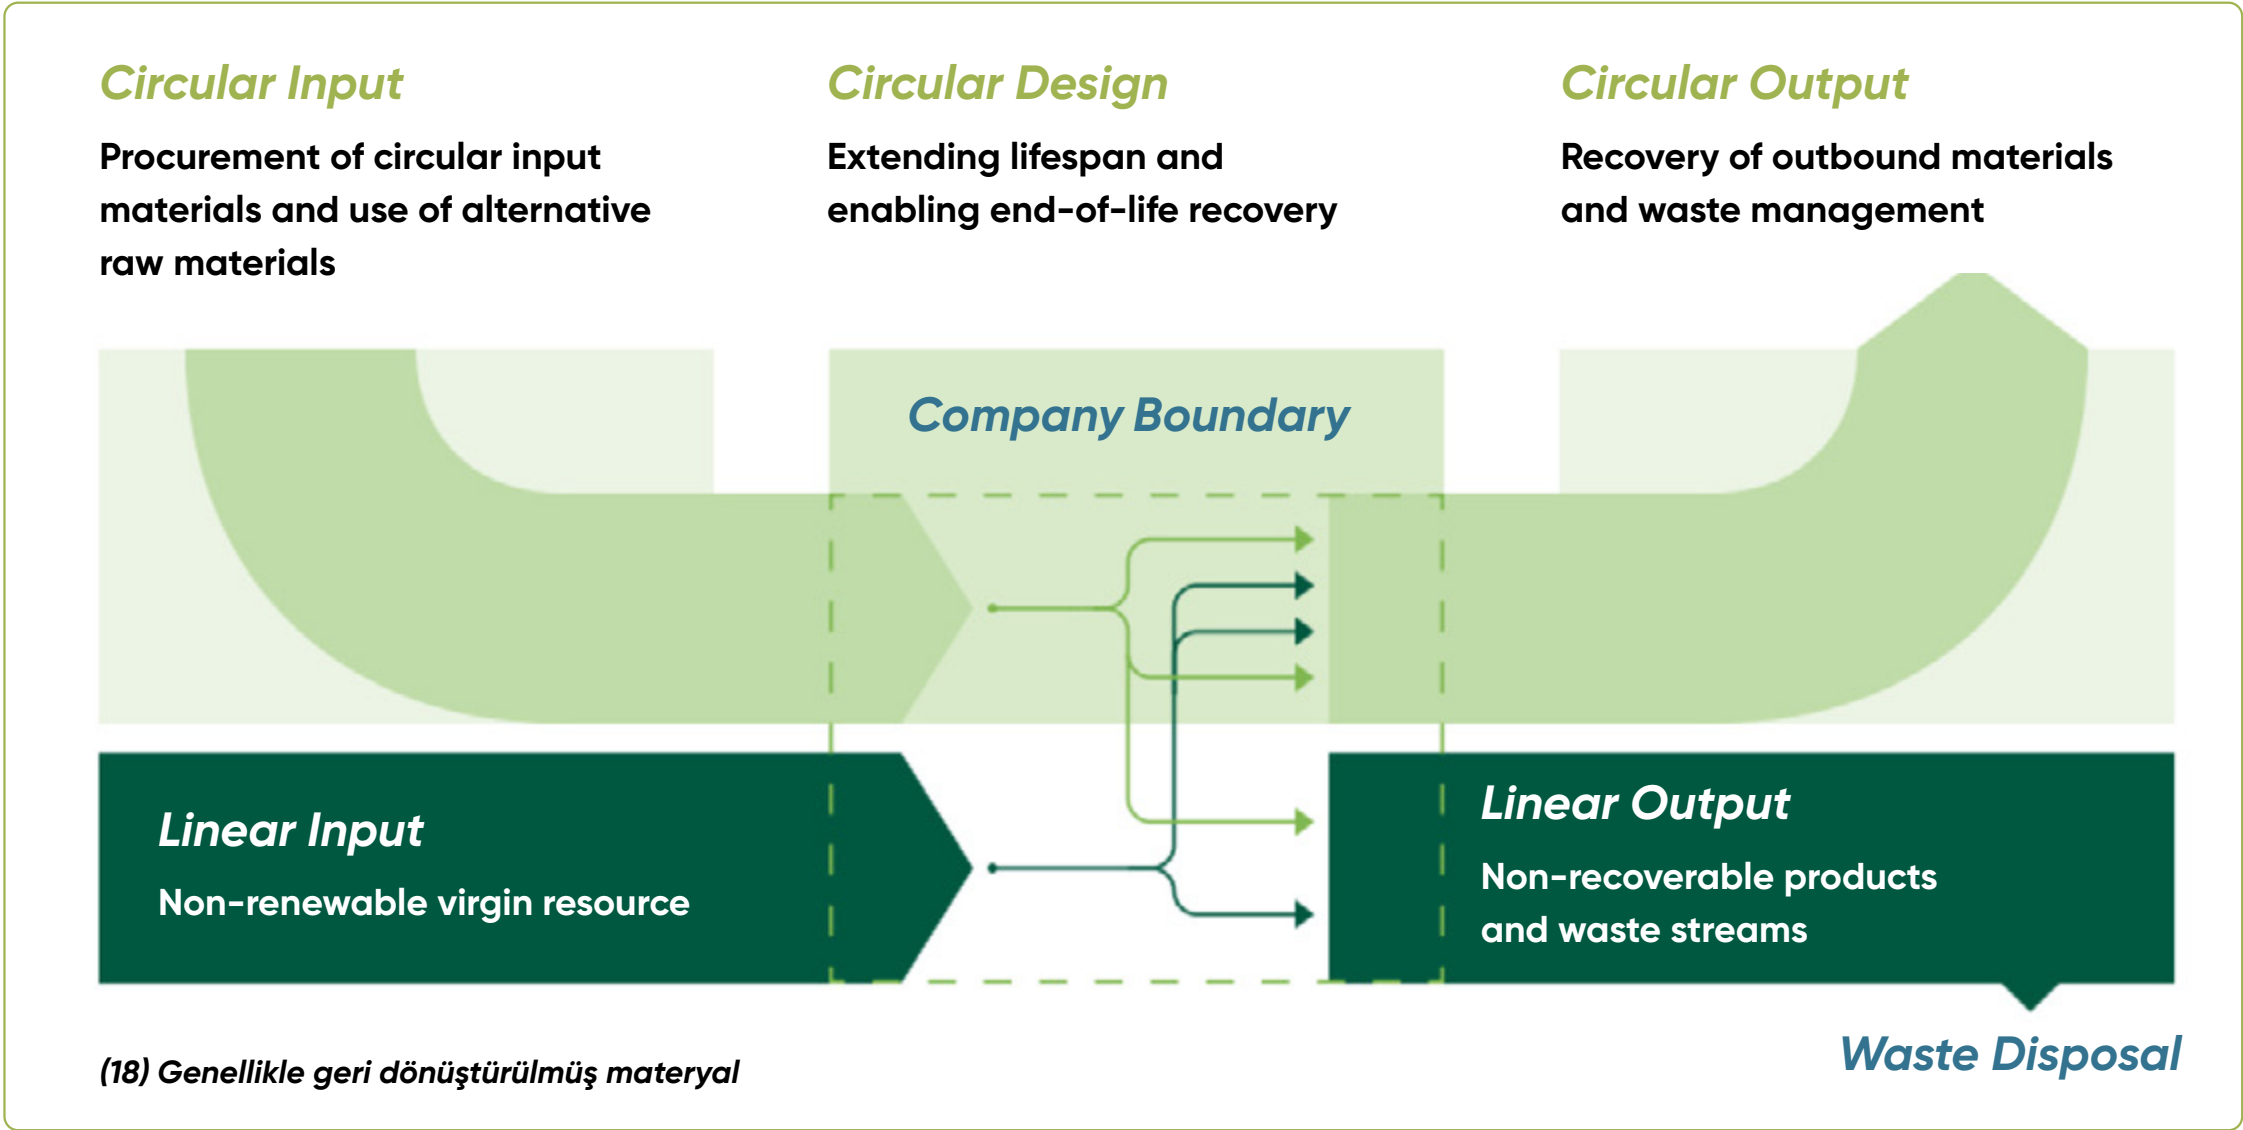 Circular Input
Procurement of circular input
materials and use of alternative
raw materials
Circular Design
Extending lifespan and
enabling end-of-life recovery
Circular Output
Recovery of outbound materials
and waste management
Company Boundary
Linear Input
Non-renewable virgin resource
Linear Output
Non-recoverable products
and waste streams
Waste Disposal
(18) Genellikle geri dönüştürülmüş materyal